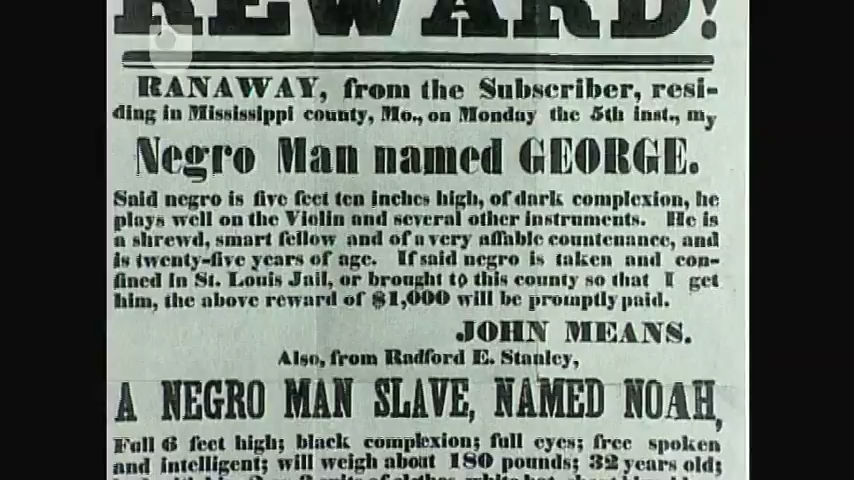 REWARD!
RANAWAY, from the Subscriber, resi-
ding in Mississippi county, Mo., on Monday the 5th inst., my
Negro Man named GEORGE.
Said negro is five feet ten inches high, of dark complexion, he
plays well on the Violin and several other instruments. He is
a shrewd, smart fellow and of a very affable countenance, and
is twenty-five years of age. If said negro is taken and con-
fined in St. Louis Jail, or brought to this county so that I get
him, the above reward of $1,000 will be promptly paid.
JOHN MEANS.
Also, from Radford E. Stanley,
A NEGRO MAN SLAVE, NAMED NOAH,
Full 6 feet high; black complexion; full eyes; free spoken
and intelligent; will weigh about 180 pounds; 32 years old;